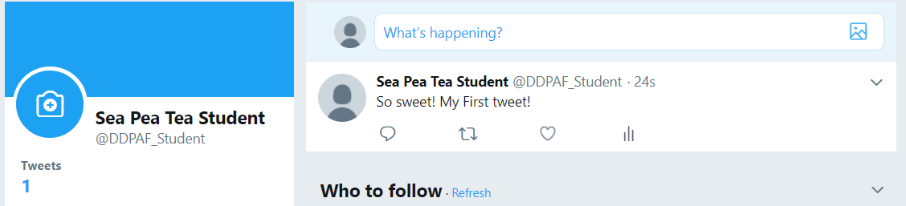 Sea Pea Tea Student
@DDPAF_Student
Tweets
1
What's happening?
Sea Pea Tea Student @DDPAF_Student · 24s
So sweet! My First tweet!
Who to follow · Refresh